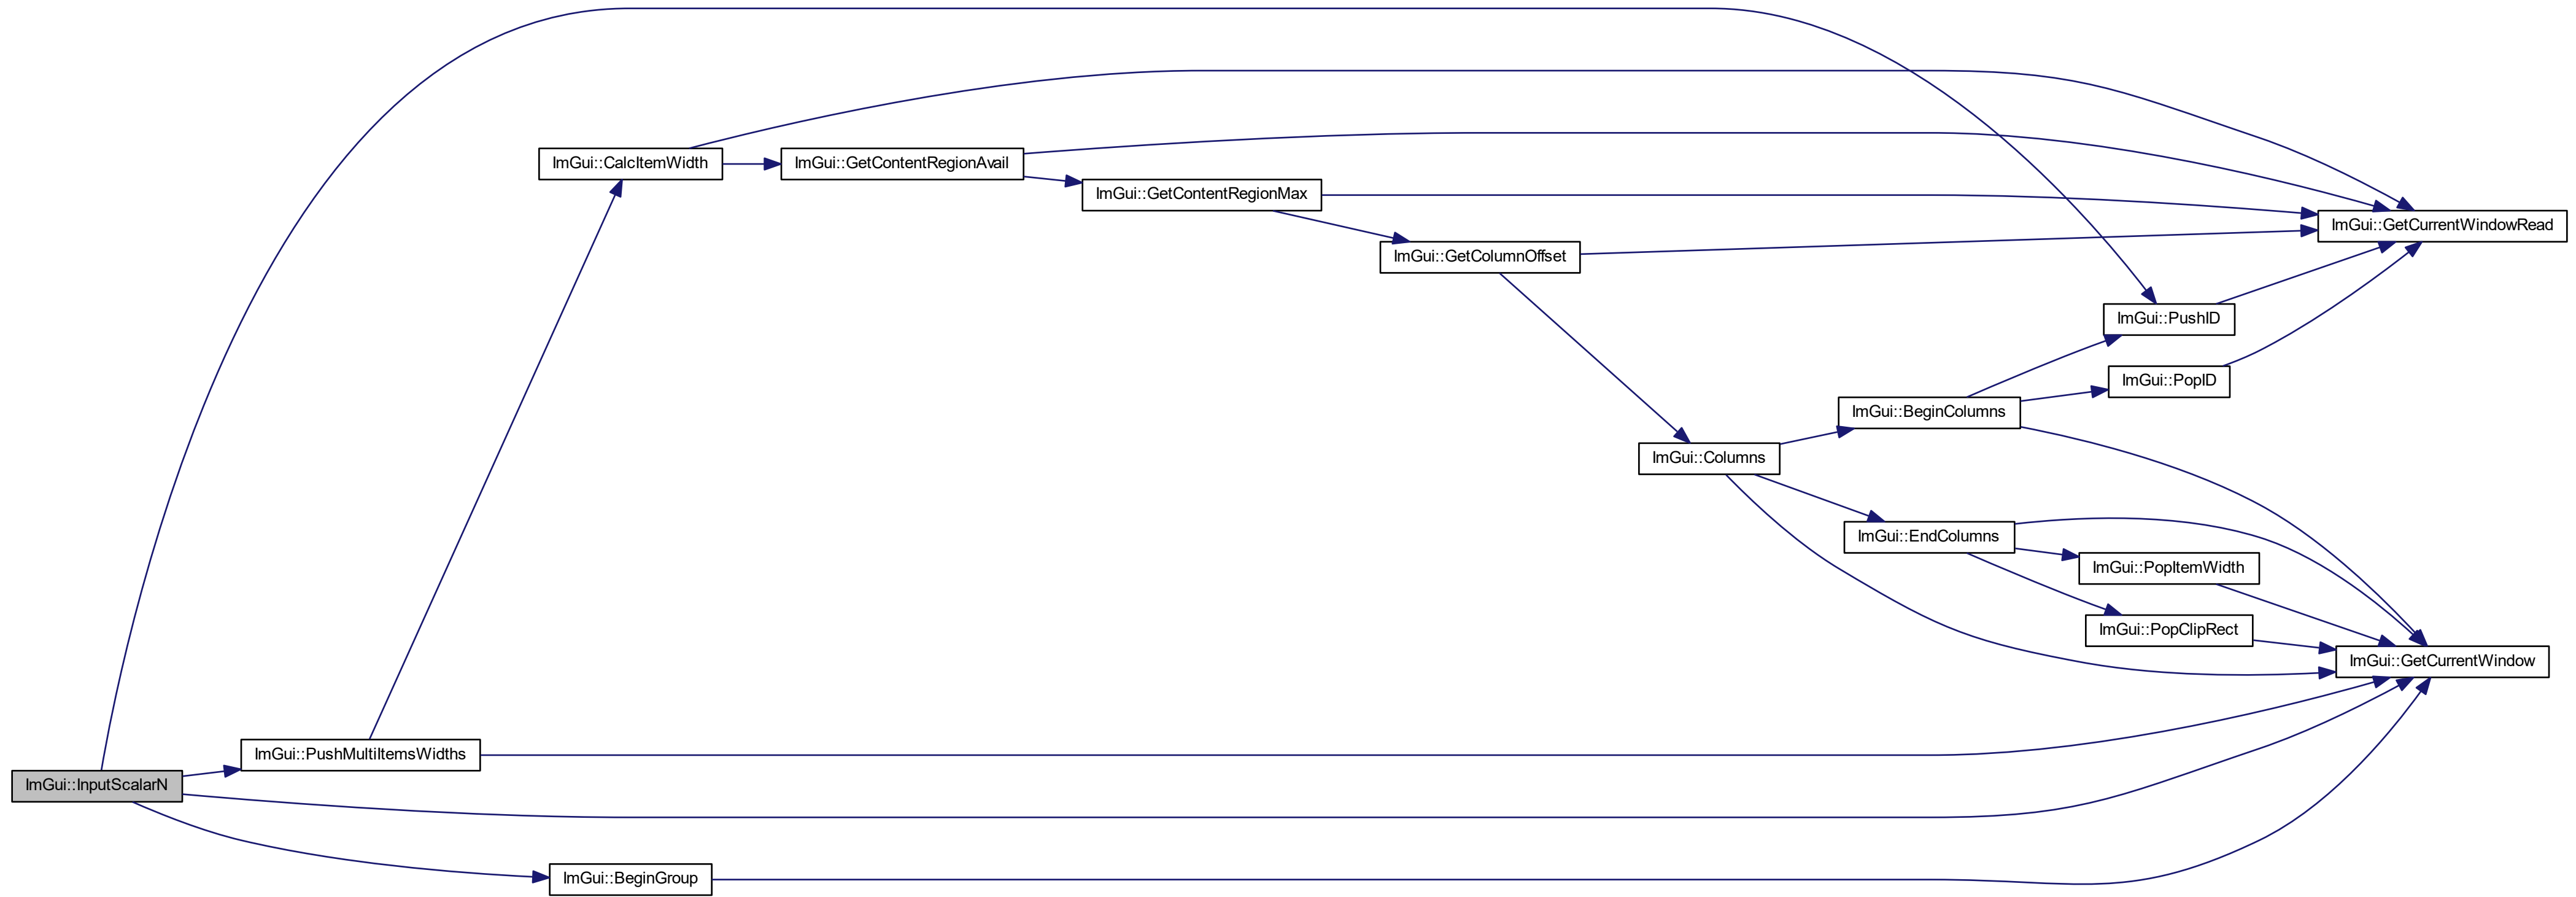 ImGui::CalcItemWidth
ImGui::GetContentRegionAvail
ImGui::GetContentRegionMax
ImGui::GetCurrentWindowRead
ImGui::GetColumnOffset
ImGui::PushID
ImGui::PopID
ImGui::BeginColumns
ImGui::Columns
ImGui::EndColumns
ImGui::PopItemWidth
ImGui::PopClipRect
ImGui::GetCurrentWindow
ImGui::PushMultiItemsWidths
ImGui::InputScalarN
ImGui::BeginGroup